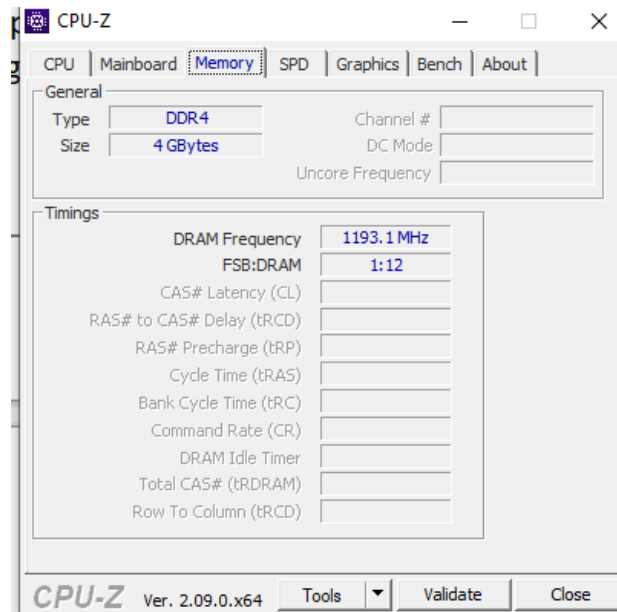 CPU-Z
CPU Mainboard Memory SPD Graphics Bench About
General
Type DDR4 Channel #
Size 4 GBytes DC Mode
Uncore Frequency
Timings
DRAM Frequency 1193.1 MHz
FSB:DRAM 1:12
CAS# Latency (CL)
RAS# to CAS# Delay (tRCD)
RAS# Precharge (tRP)
Cycle Time (tRAS)
Bank Cycle Time (tRC)
Command Rate (CR)
DRAM Idle Timer
Total CAS# (tRDRAM)
Row To Column (tRCD)
CPU-Z Ver. 2.09.0.x64 Tools Validate Close